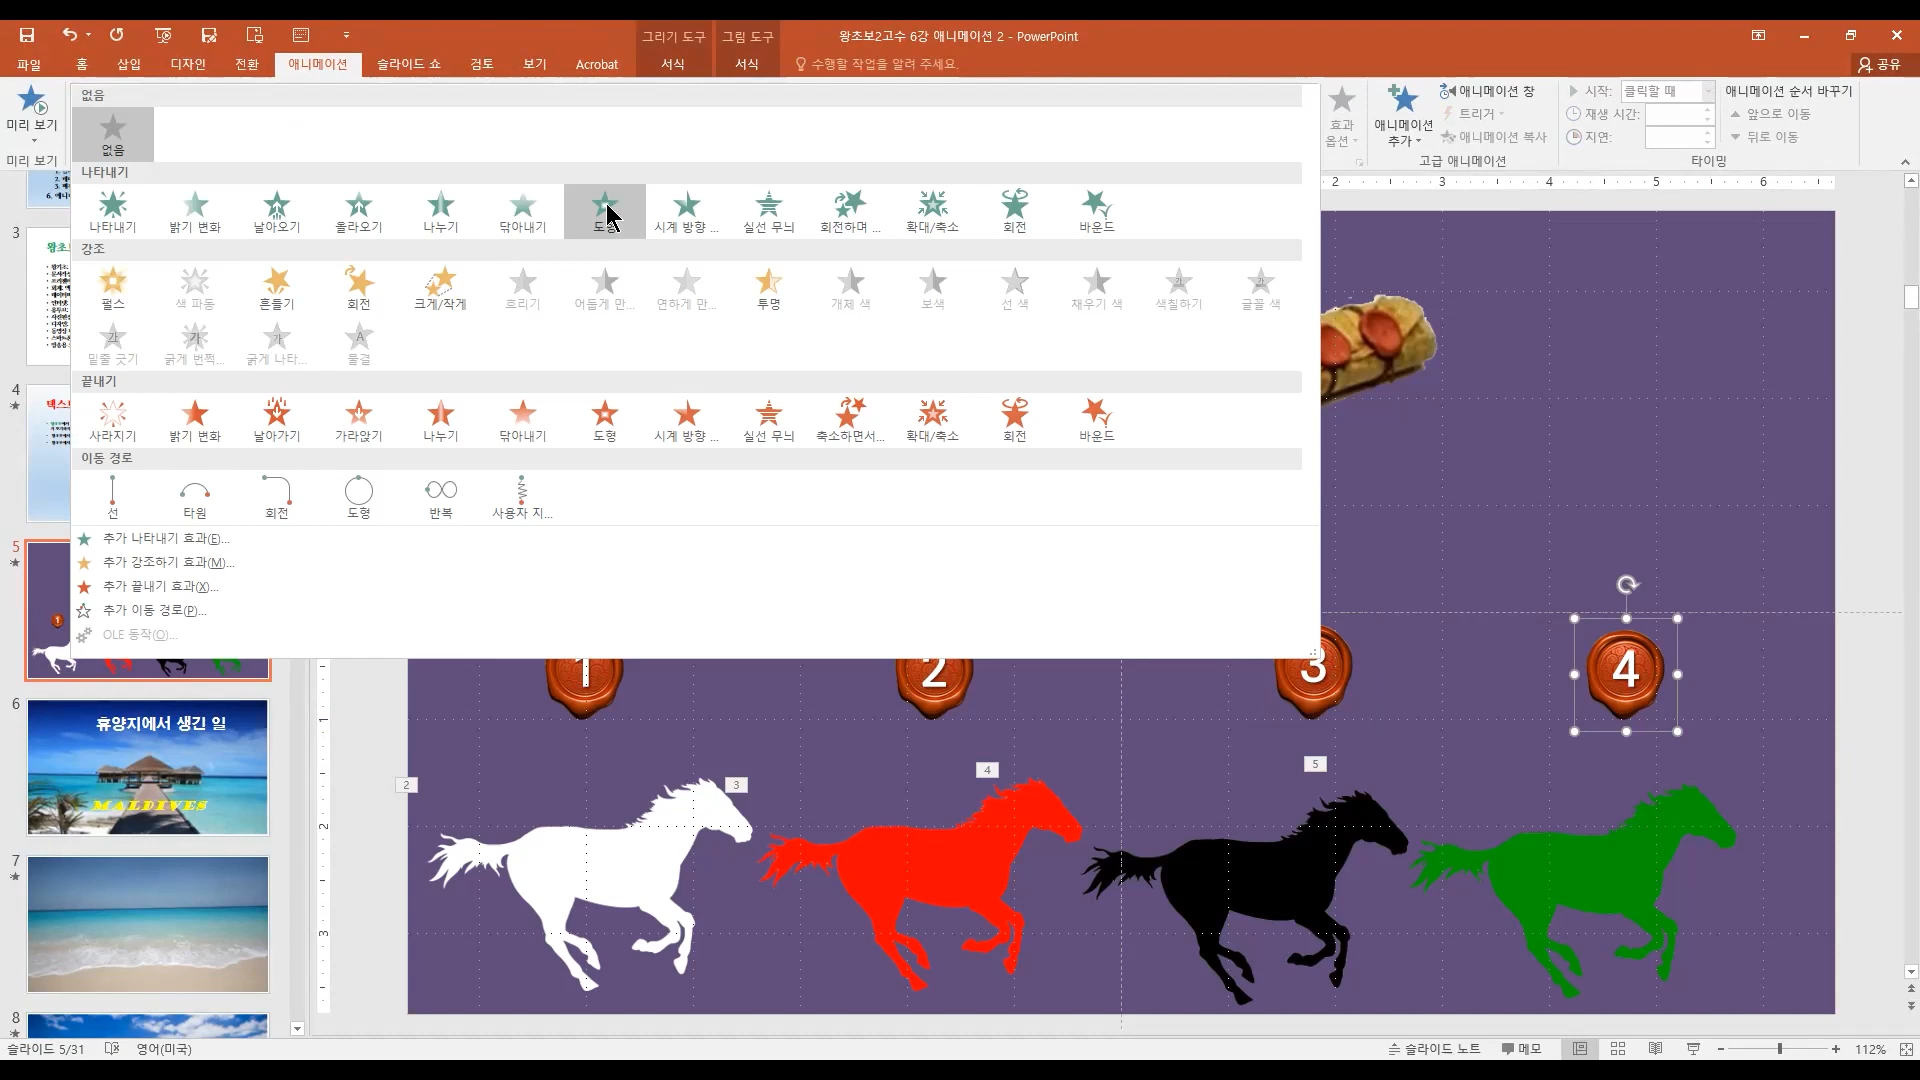 그리기 도구
그림 도구
왕초보2고수 6강 애니메이션 2 - PowerPoint
파일
홈
삽입
디자인
전환
애니메이션
슬라이드 쇼
검토
보기
Acrobat
서식
서식
수행할 작업을 알려 주세요.
공유
미리 보기
미리 보기
없음
없음
나타내기
나타내기
밝기 변화
날아오기
올라오기
나누기
닦아내기
도형
시계 방향 ...
실선 무늬
회전하며 ...
확대/축소
회전
바운드
강조
펄스
색 파동
흔들기
회전
크게/작게
흐리기
어둡게 만...
연하게 만...
투명
개체 색
보색
선 색
채우기 색
색칠하기
글꼴 색
밑줄 긋기
굵게 번쩍...
굵게 나타...
물결
끝내기
사라지기
밝기 변화
날아가기
가라앉기
나누기
닦아내기
도형
시계 방향 ...
실선 무늬
축소하면서...
확대/축소
회전
바운드
이동 경로
선
타원
회전
도형
반복
사용자 지...
추가 나타내기 효과(E)...
추가 강조하기 효과(M)...
추가 끝내기 효과(X)...
추가 이동 경로(P)...
OLE 동작(O)...
효과
옵션
애니메이션
추가
애니메이션 창
트리거
애니메이션 복사
고급 애니메이션
시작: 클릭할 때
재생 시간:
지연:
타이밍
애니메이션 순서 바꾸기
앞으로 이동
뒤로 이동
2 3 4 5 6
3
4
5
1
6
휴양지에서 생긴 일
MALDIVES
7
8
1
2
3
1
2
3
4
2
3
4
5
슬라이드 5/31
영어(미국)
슬라이드 노트
메모
112%